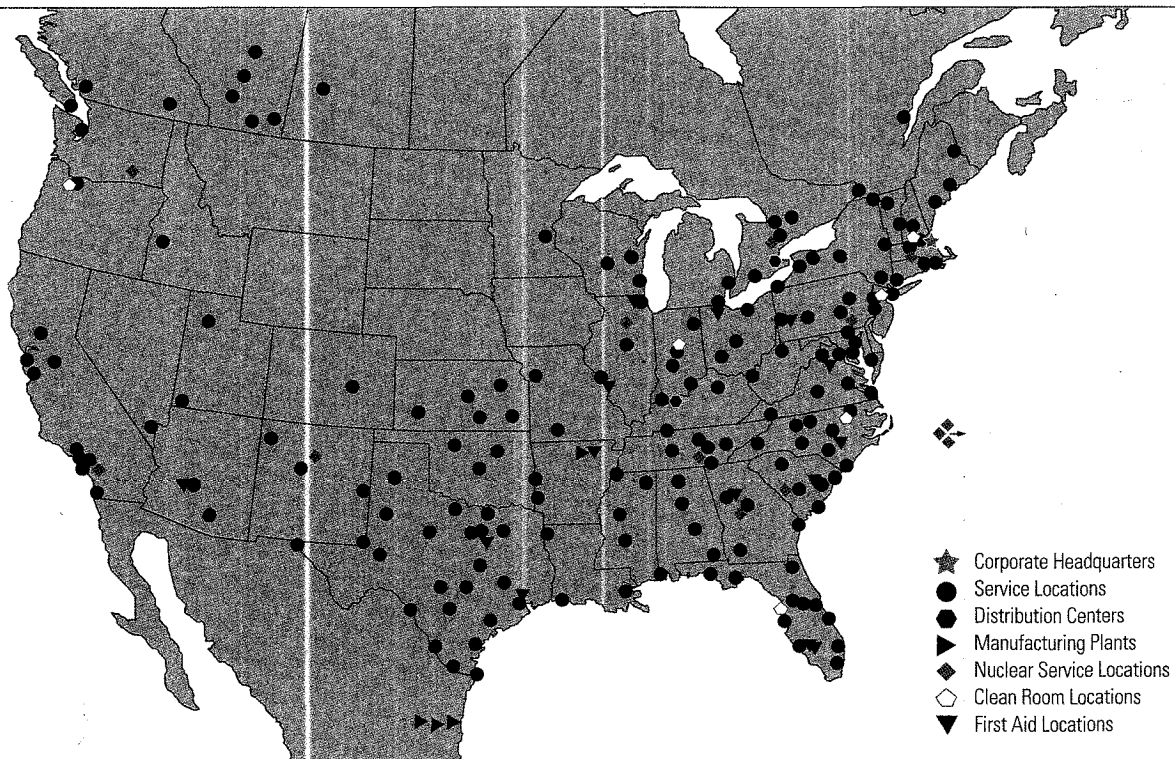 Corporate Headquarters
Service Locations
Distribution Centers
Manufacturing Plants
Nuclear Service Locations
Clean Room Locations
First Aid Locations